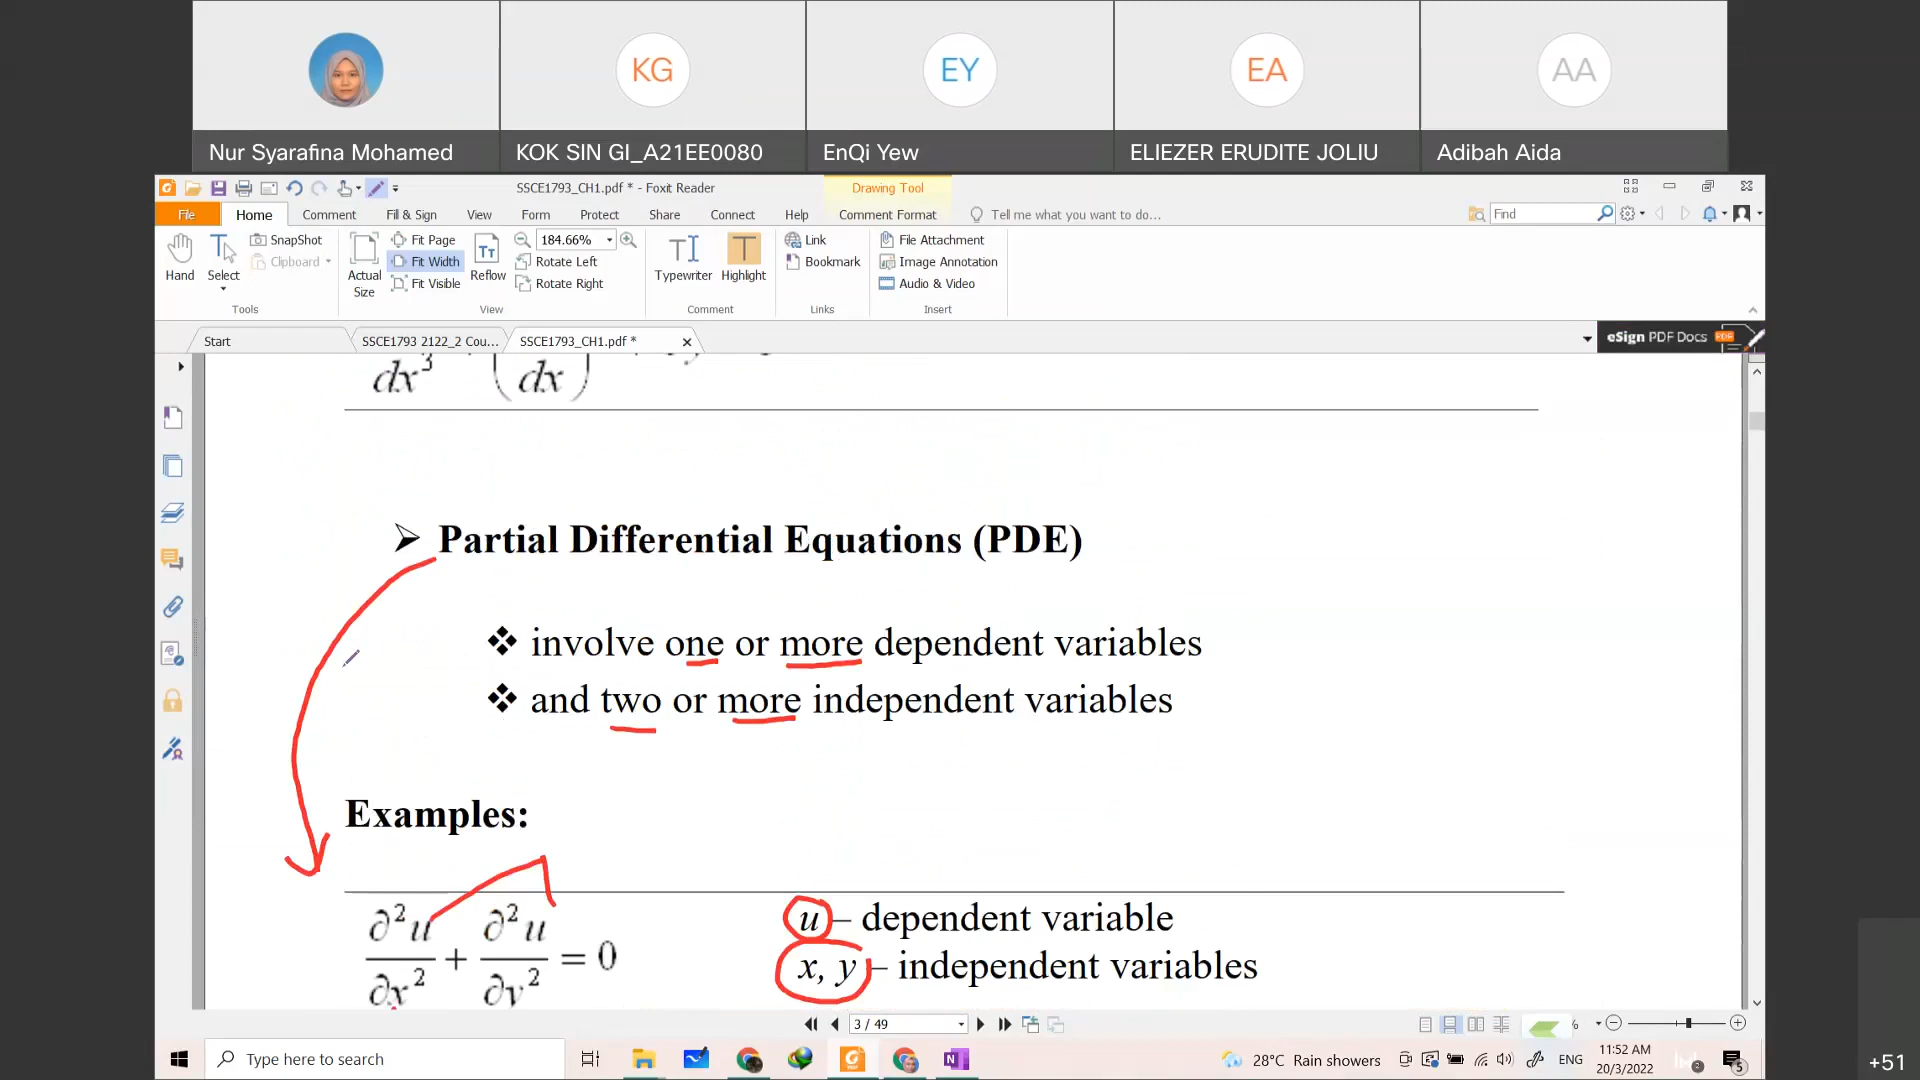 KG
EY
EA
AA
Nur Syarafina Mohamed
KOK SIN GI_A21EE0080
EnQi Yew
ELIEZER ERUDITE JOLIU
Adibah Aida
SSCE1793_CH1.pdf * - Foxit Reader
Drawing Tool
File Home Comment Fill & Sign View Form Protect Share Connect Help Comment Format Tell me what you want to do... Find
Hand
Select
SnapShot
Clipboard
Tools
Actual Size
Fit Page
Fit Width
Fit Visible
Reflow
184.66%
Rotate Left
Rotate Right
View
Typewriter
Highlight
Comment
Link
Bookmark
Links
File Attachment
Image Annotation
Audio & Video
Insert
Start
SSCE1793 2122_2 Cou...
SSCE1793_CH1.pdf *
eSign PDF Docs
dx³ ( dx )
➢ Partial Differential Equations (PDE)
❖ involve one or more dependent variables
❖ and two or more independent variables
Examples:
∂²u/∂x² + ∂²u/∂y² = 0
u – dependent variable
x, y – independent variables
3 / 49
%
Type here to search
28°C Rain showers
ENG
11:52 AM
20/3/2022
2
5
+51